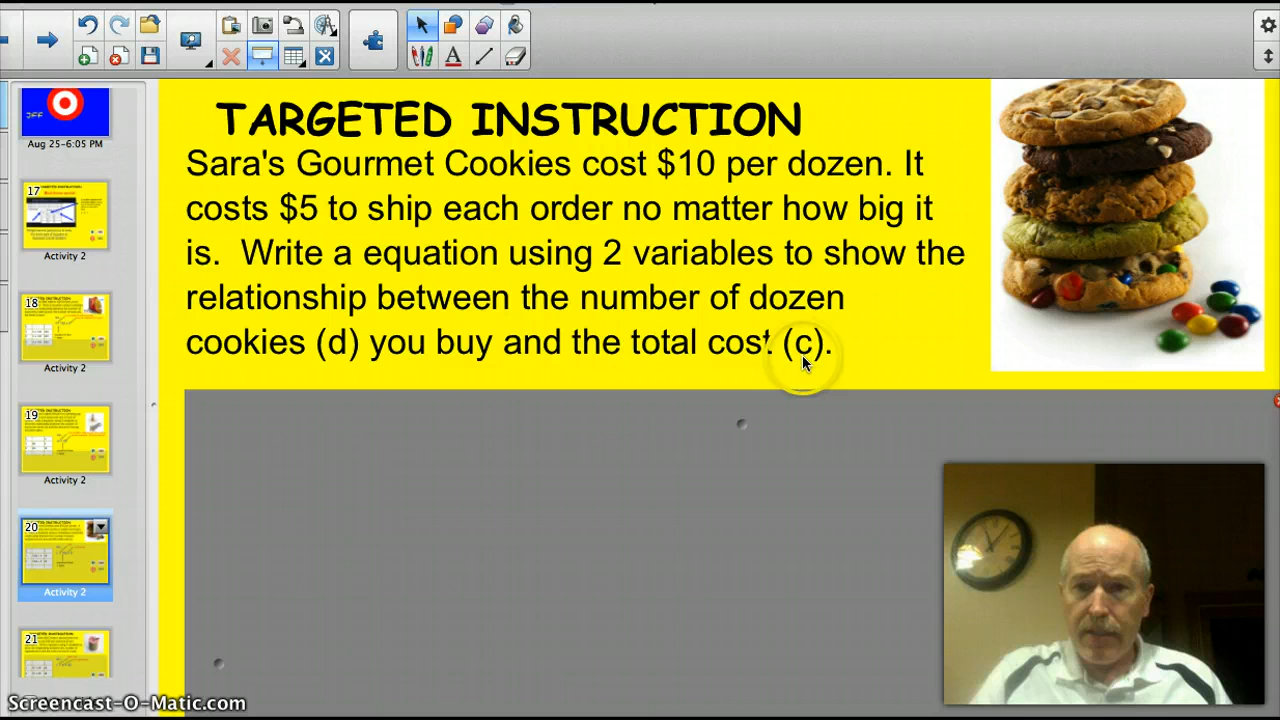 TARGETED INSTRUCTION
Sara's Gourmet Cookies cost $10 per dozen. It
costs $5 to ship each order no matter how big it
is. Write a equation using 2 variables to show the
relationship between the number of dozen
cookies (d) you buy and the total cost (c).
JFF
Aug 25-6:05 PM
17
Activity 2
18
Activity 2
19
Activity 2
20
Activity 2
21
Screencast-O-Matic.com